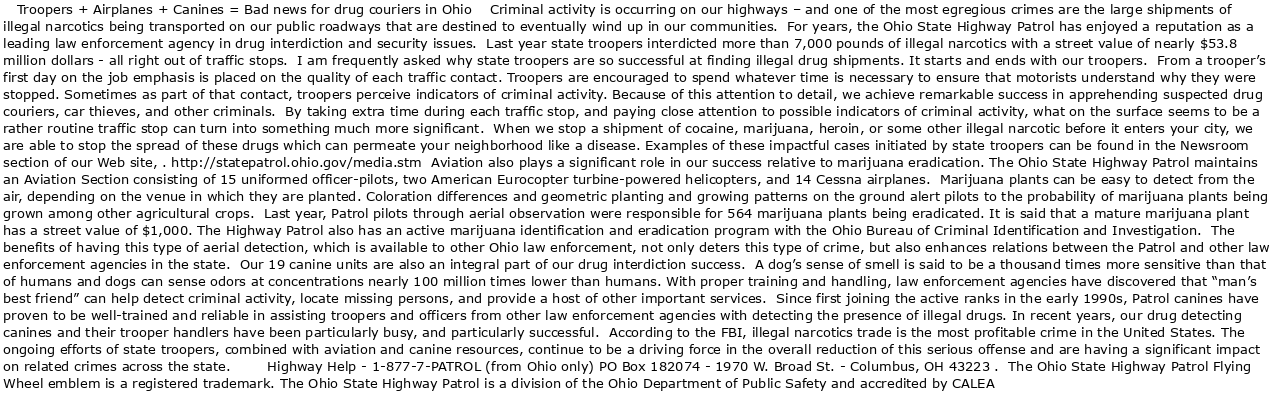 Troopers + Airplanes + Canines = Bad news for drug couriers in Ohio    Criminal activity is occurring on our highways – and one of the most egregious crimes are the large shipments of
illegal narcotics being transported on our public roadways that are destined to eventually wind up in our communities.  For years, the Ohio State Highway Patrol has enjoyed a reputation as a
leading law enforcement agency in drug interdiction and security issues.  Last year state troopers interdicted more than 7,000 pounds of illegal narcotics with a street value of nearly $53.8
million dollars - all right out of traffic stops.  I am frequently asked why state troopers are so successful at finding illegal drug shipments. It starts and ends with our troopers.  From a trooper’s
first day on the job emphasis is placed on the quality of each traffic contact. Troopers are encouraged to spend whatever time is necessary to ensure that motorists understand why they were
stopped. Sometimes as part of that contact, troopers perceive indicators of criminal activity. Because of this attention to detail, we achieve remarkable success in apprehending suspected drug
couriers, car thieves, and other criminals.  By taking extra time during each traffic stop, and paying close attention to possible indicators of criminal activity, what on the surface seems to be a
rather routine traffic stop can turn into something much more significant.  When we stop a shipment of cocaine, marijuana, heroin, or some other illegal narcotic before it enters your city, we
are able to stop the spread of these drugs which can permeate your neighborhood like a disease. Examples of these impactful cases initiated by state troopers can be found in the Newsroom
section of our Web site, . http://statepatrol.ohio.gov/media.stm  Aviation also plays a significant role in our success relative to marijuana eradication. The Ohio State Highway Patrol maintains
an Aviation Section consisting of 15 uniformed officer-pilots, two American Eurocopter turbine-powered helicopters, and 14 Cessna airplanes.  Marijuana plants can be easy to detect from the
air, depending on the venue in which they are planted. Coloration differences and geometric planting and growing patterns on the ground alert pilots to the probability of marijuana plants being
grown among other agricultural crops.  Last year, Patrol pilots through aerial observation were responsible for 564 marijuana plants being eradicated. It is said that a mature marijuana plant
has a street value of $1,000. The Highway Patrol also has an active marijuana identification and eradication program with the Ohio Bureau of Criminal Identification and Investigation.  The
benefits of having this type of aerial detection, which is available to other Ohio law enforcement, not only deters this type of crime, but also enhances relations between the Patrol and other law
enforcement agencies in the state.  Our 19 canine units are also an integral part of our drug interdiction success.  A dog’s sense of smell is said to be a thousand times more sensitive than that
of humans and dogs can sense odors at concentrations nearly 100 million times lower than humans. With proper training and handling, law enforcement agencies have discovered that “man’s
best friend” can help detect criminal activity, locate missing persons, and provide a host of other important services.  Since first joining the active ranks in the early 1990s, Patrol canines have
proven to be well-trained and reliable in assisting troopers and officers from other law enforcement agencies with detecting the presence of illegal drugs. In recent years, our drug detecting
canines and their trooper handlers have been particularly busy, and particularly successful.  According to the FBI, illegal narcotics trade is the most profitable crime in the United States. The
ongoing efforts of state troopers, combined with aviation and canine resources, continue to be a driving force in the overall reduction of this serious offense and are having a significant impact
on related crimes across the state.        Highway Help - 1-877-7-PATROL (from Ohio only) PO Box 182074 - 1970 W. Broad St. - Columbus, OH 43223 .  The Ohio State Highway Patrol Flying
Wheel emblem is a registered trademark. The Ohio State Highway Patrol is a division of the Ohio Department of Public Safety and accredited by CALEA